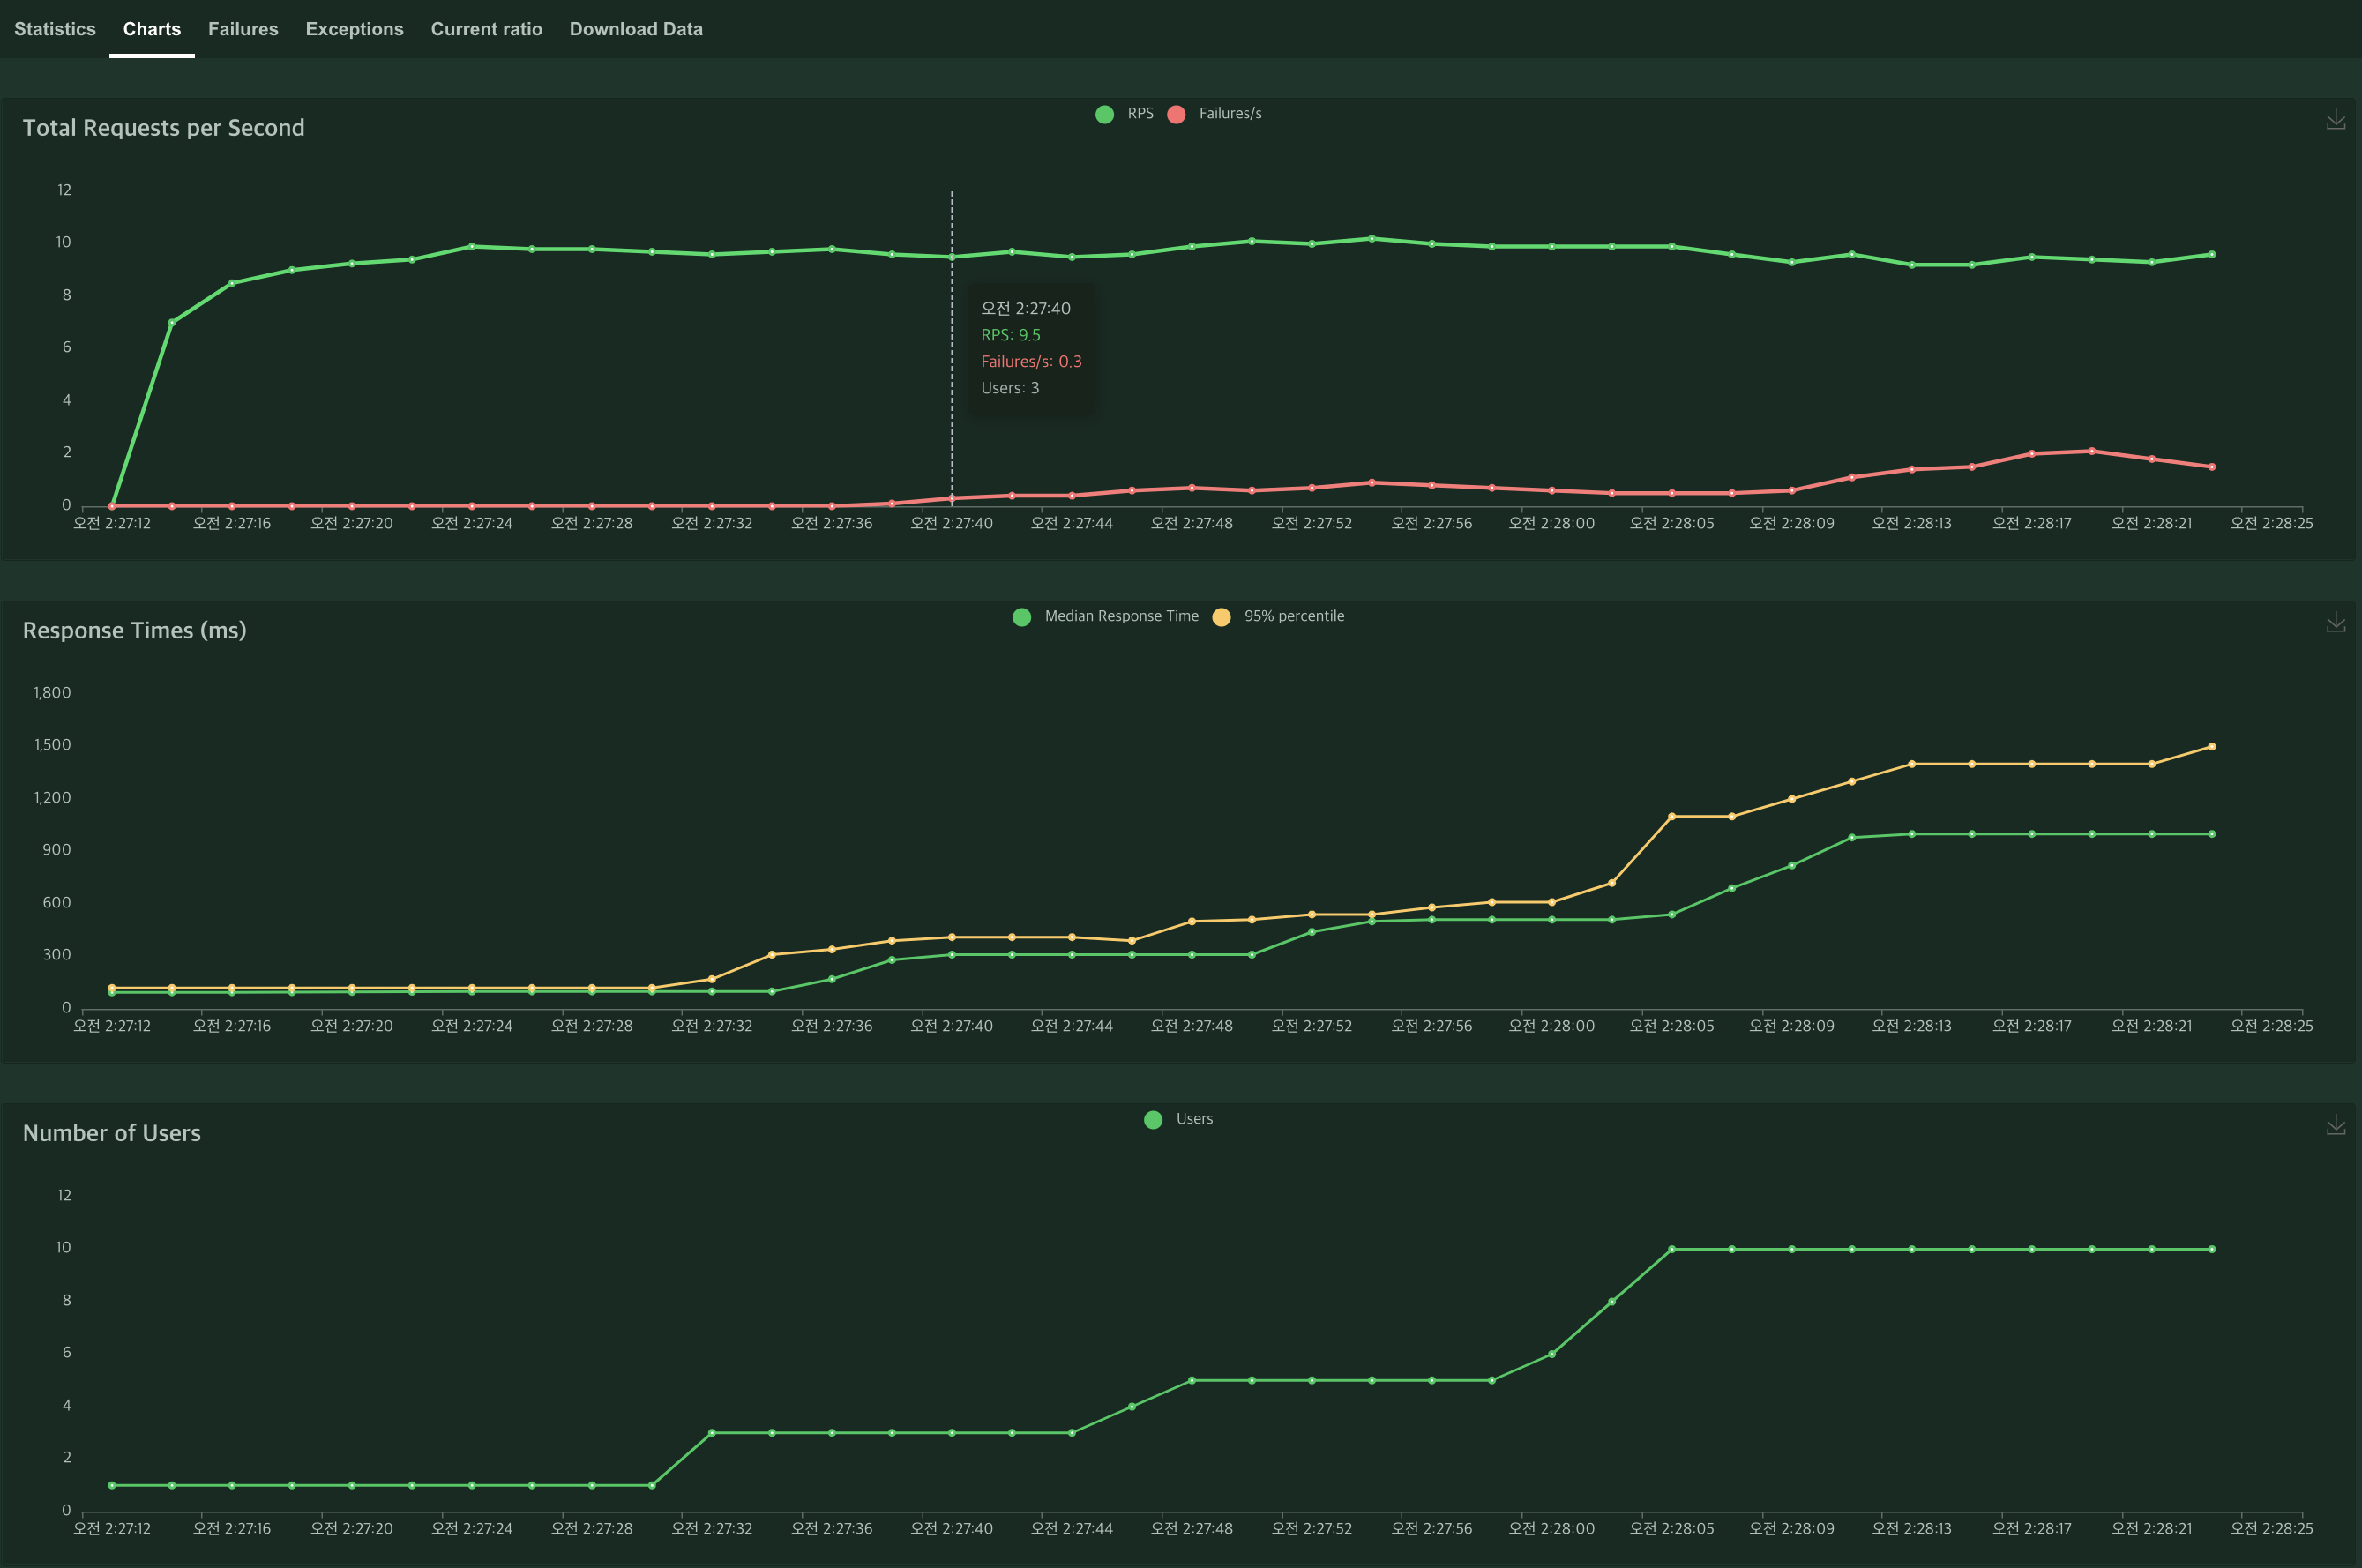 Statistics Charts Failures Exceptions Current ratio Download Data
Total Requests per Second
RPS Failures/s
12
10
8
6
4
2
0
오전 2:27:40
RPS: 9.5
Failures/s: 0.3
Users: 3
오전 2:27:12 오전 2:27:16 오전 2:27:20 오전 2:27:24 오전 2:27:28 오전 2:27:32 오전 2:27:36 오전 2:27:40 오전 2:27:44 오전 2:27:48 오전 2:27:52 오전 2:27:56 오전 2:28:00 오전 2:28:05 오전 2:28:09 오전 2:28:13 오전 2:28:17 오전 2:28:21 오전 2:28:25
Response Times (ms)
Median Response Time 95% percentile
1,800
1,500
1,200
900
600
300
0
오전 2:27:12 오전 2:27:16 오전 2:27:20 오전 2:27:24 오전 2:27:28 오전 2:27:32 오전 2:27:36 오전 2:27:40 오전 2:27:44 오전 2:27:48 오전 2:27:52 오전 2:27:56 오전 2:28:00 오전 2:28:05 오전 2:28:09 오전 2:28:13 오전 2:28:17 오전 2:28:21 오전 2:28:25
Number of Users
Users
12
10
8
6
4
2
0
오전 2:27:12 오전 2:27:16 오전 2:27:20 오전 2:27:24 오전 2:27:28 오전 2:27:32 오전 2:27:36 오전 2:27:40 오전 2:27:44 오전 2:27:48 오전 2:27:52 오전 2:27:56 오전 2:28:00 오전 2:28:05 오전 2:28:09 오전 2:28:13 오전 2:28:17 오전 2:28:21 오전 2:28:25